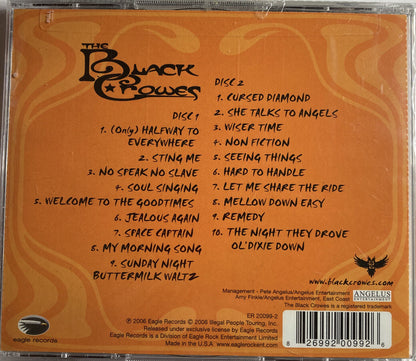 THE
BLACK
CROWES
DISC 1
1. (Only) HALFWAY TO
EVERYWHERE
2. STING ME
3. NO SPEAK NO SLAVE
4. SOUL SINGING
5. WELCOME TO THE GOODTIMES
6. JEALOUS AGAIN
7. SPACE CAPTAIN
8. MY MORNING SONG
9. SUNDAY NIGHT
BUTTERMILK WALTZ
DISC 2
1. CURSED DIAMOND
2. SHE TALKS TO ANGELS
3. WISER TIME
4. NON FICTION
5. SEEING THINGS
6. HARD TO HANDLE
7. LET ME SHARE THE RIDE
8. MELLOW DOWN EASY
9. REMEDY
10. THE NIGHT THEY DROVE
OL'DIXIE DOWN
www.blackcrowes.com
Management - Pete Angelus/Angelus Entertainment
Amy Finkle/Angelus Entertainment, East Coast
The Black Crowes is a registered trademark
ANGELUS
ENTERTAINMENT
eagle records
ER 20099-2
℗ 2006 Eagle Records © 2006 Illegal People Touring, Inc.
Released under exclusive license by Eagle Records
Eagle Records is a Division of Eagle Rock Entertainment Limited
Made in U.S.A. www.eaglerockent.com
8 26992 00992 6